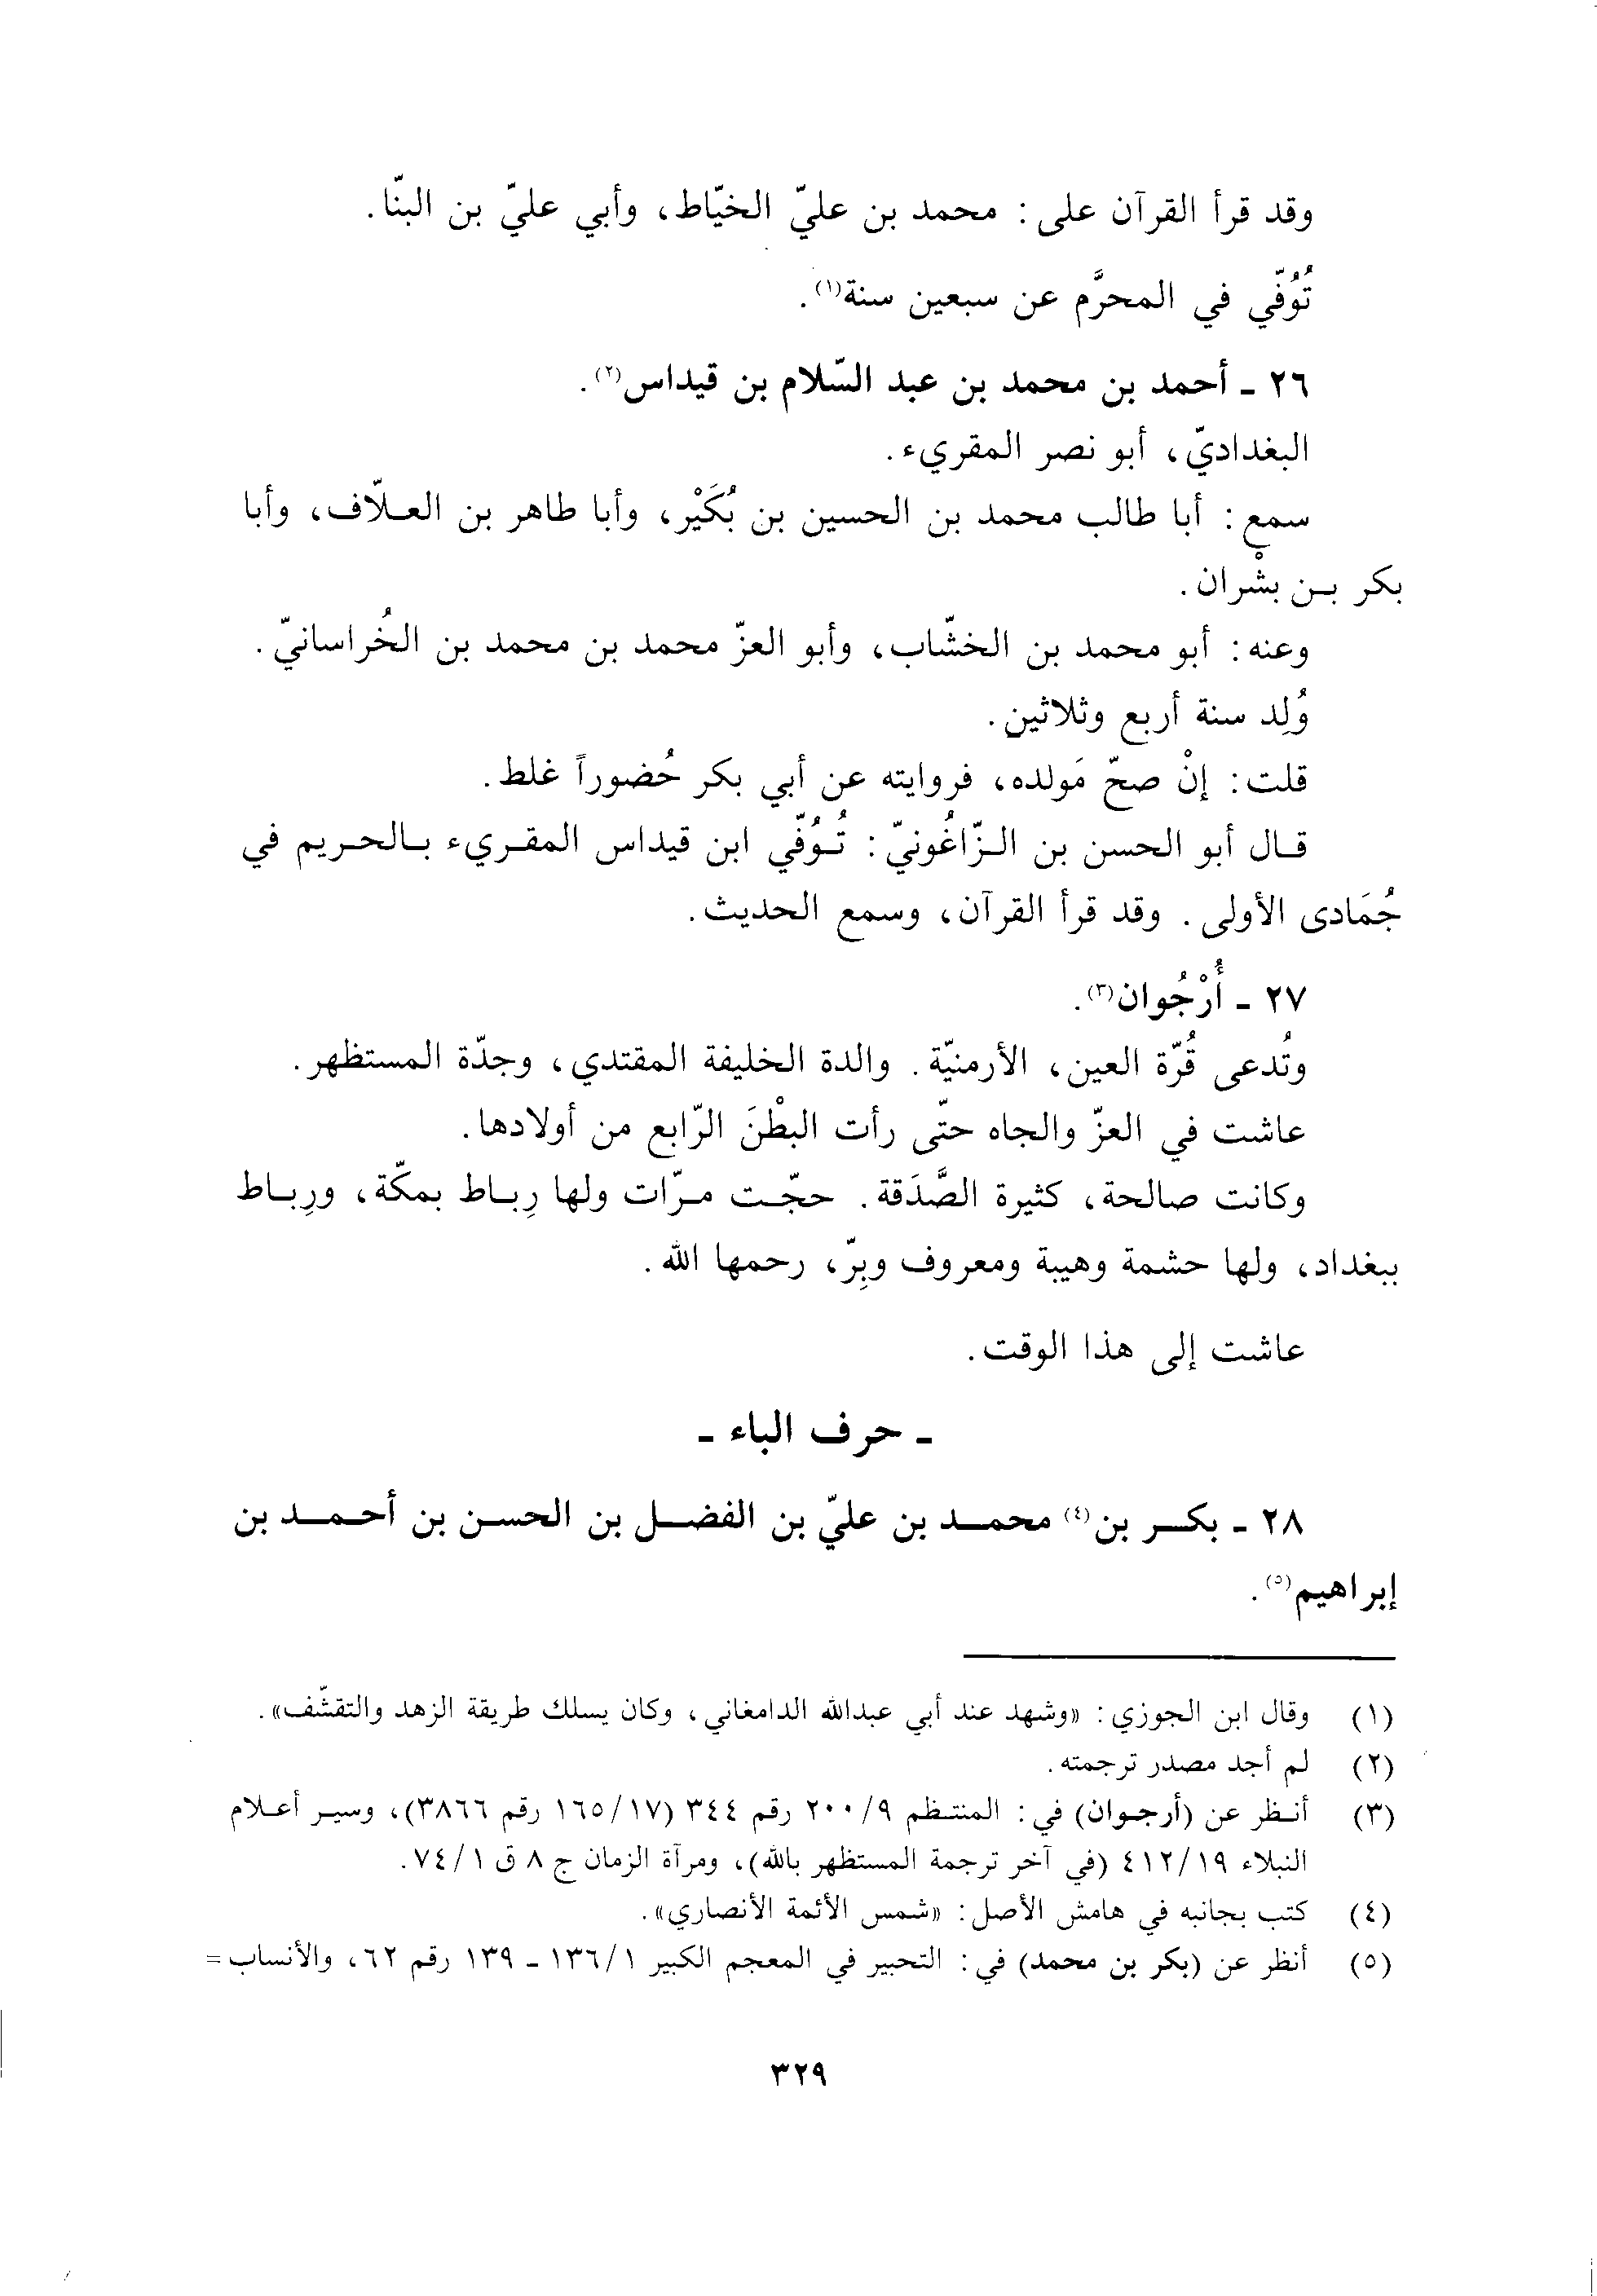 وقد قرأ القرآن على: محمد بن عليّ الخيّاط، وأبي عليّ بن البنّا.
تُوُفّي في المحرَّم عن سبعين سنة(١).
٢٦ ـ أحمد بن محمد بن عبد السّلام بن قيداس(٢).
البغداديّ، أبو نصر المقريء.
سمع: أبا طالب محمد بن الحسين بن بُكَيْر، وأبا طاهر بن العلّاف، وأبا
بكر بن بشْران.
وعنه: أبو محمد بن الخشّاب، وأبو العزّ محمد بن محمد بن الخُراسانيّ.
وُلِد سنة أربع وثلاثين.
قلت: إنْ صحّ مَولده، فروايته عن أبي بكر حُضوراً غلط.
قال أبو الحسن بن الزّاغُونيّ: تُوُفّي ابن قيداس المقريء بالحريم في
جُمَادى الأولى. وقد قرأ القرآن، وسمع الحديث.
٢٧ ـ أُرْجُوان(٣).
وتُدعى قُرّة العين، الأرمنيّة. والدة الخليفة المقتدي، وجدّة المستظهر.
عاشت في العزّ والجاه حتّى رأت البطْنَ الرّابع من أولادها.
وكانت صالحة، كثيرة الصَّدَقة. حجّت مرّات ولها رِباط بمكّة، ورِباط
ببغداد، ولها حشمة وهيبة ومعروف وبِرّ، رحمها الله.
عاشت إلى هذا الوقت.
ـ حرف الباء ـ
٢٨ ـ بكر بن(٤) محمد بن عليّ بن الفضل بن الحسن بن أحمد بن
إبراهيم(٥).
(١) وقال ابن الجوزي: «وشهد عند أبي عبدالله الدامغاني، وكان يسلك طريقة الزهد والتقشّف».
(٢) لم أجد مصدر ترجمته.
(٣) أنظر عن (أرجوان) في: المنتظم ٢٠٠/٩ رقم ٣٤٤ (١٦٥/١٧ رقم ٣٨٦٦)، وسير أعلام
النبلاء ٤١٢/١٩ (في آخر ترجمة المستظهر بالله)، ومرآة الزمان ج ٨ ق ٧٤/١.
(٤) كتب بجانبه في هامش الأصل: «شمس الأئمة الأنصاري».
(٥) أنظر عن (بكر بن محمد) في: التحبير في المعجم الكبير ١٣٦/١ ـ ١٣٩ رقم ٦٢، والأنساب =
٣٢٩